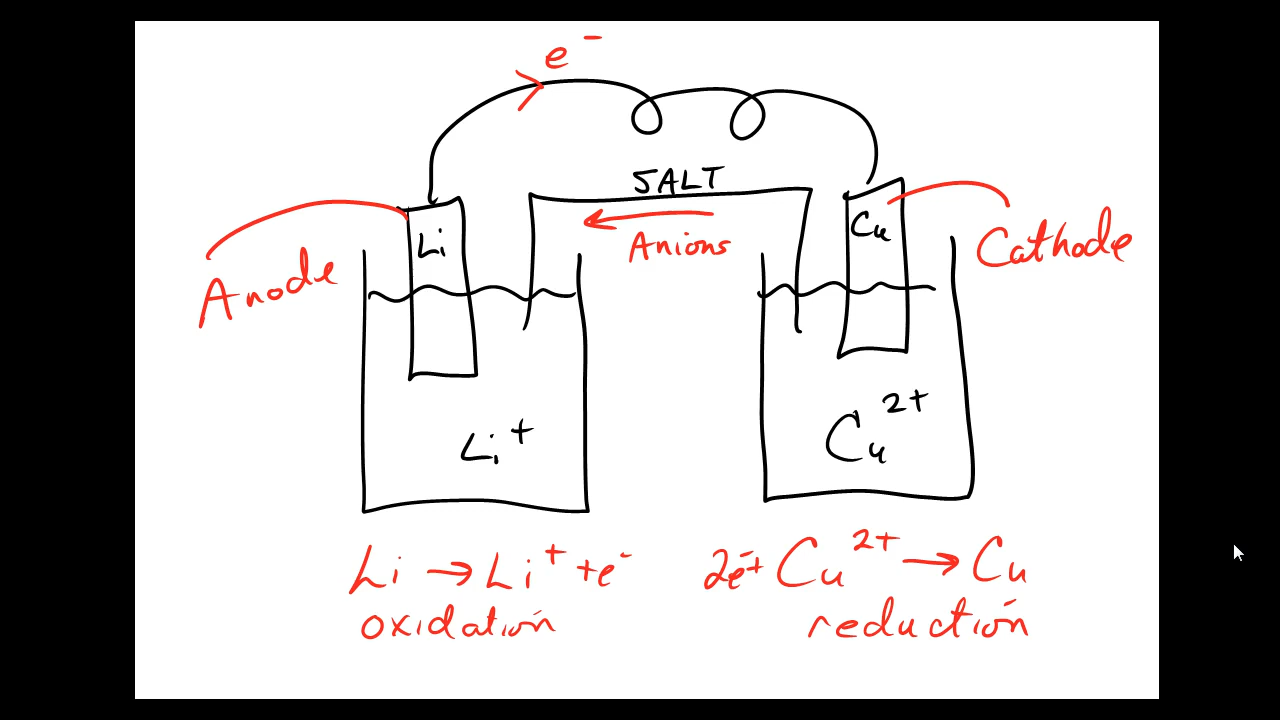 e⁻
SALT
Li
Cu
Anions
Cathode
Anode
Cu²⁺
Li⁺
Li → Li⁺ + e⁻
2e⁻ + Cu²⁺ → Cu
oxidation
reduction